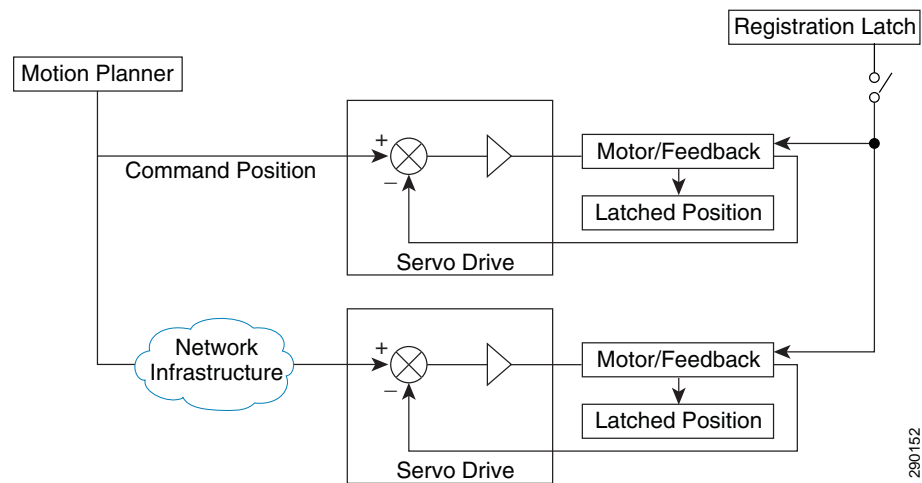 Registration Latch
Motion Planner
+
Command Position
−
Motor/Feedback
Latched Position
Servo Drive
Network
Infrastructure
+
−
Motor/Feedback
Latched Position
Servo Drive
290152